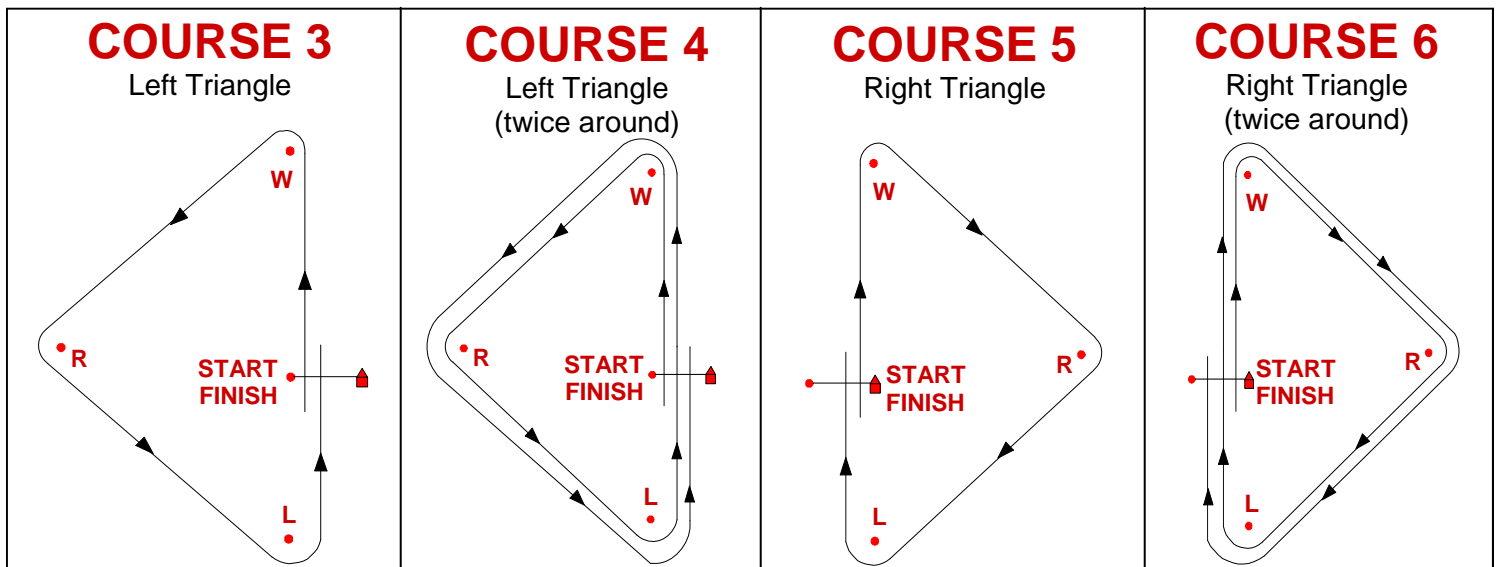 COURSE 3
Left Triangle
W
R
START
FINISH
L
COURSE 4
Left Triangle
(twice around)
W
R
START
FINISH
L
COURSE 5
Right Triangle
W
R
START
FINISH
L
COURSE 6
Right Triangle
(twice around)
W
R
START
FINISH
L